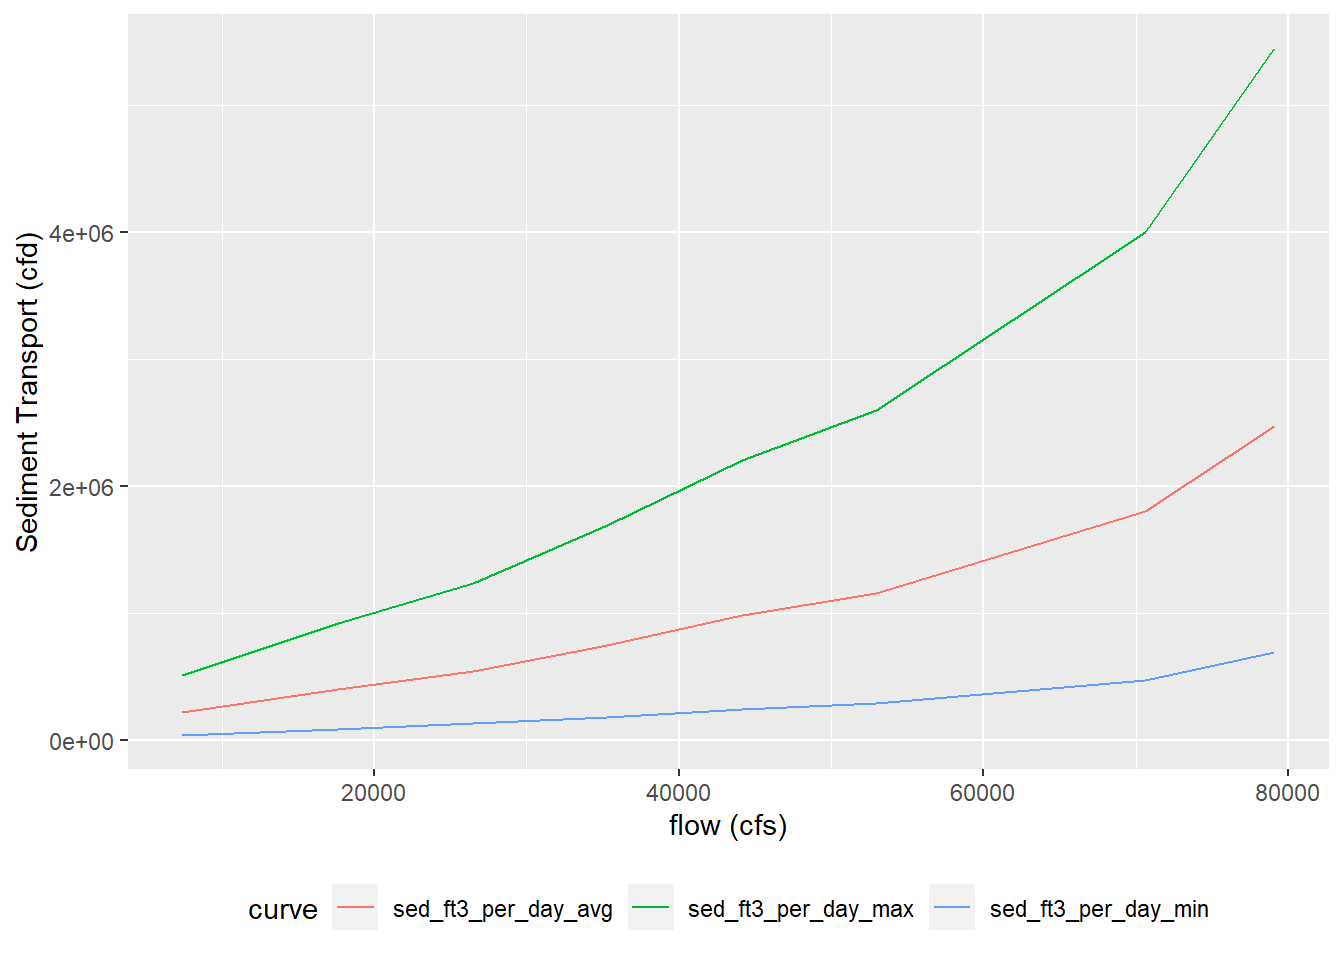 Sediment Transport (cfd)
4e+06
2e+06
0e+00
20000 40000 60000 80000
flow (cfs)
curve sed_ft3_per_day_avg sed_ft3_per_day_max sed_ft3_per_day_min